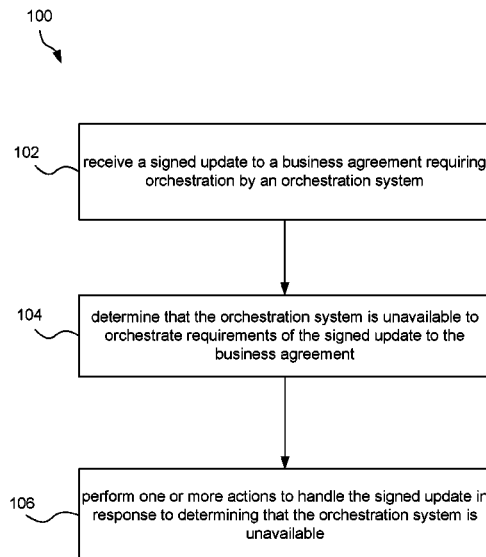 100
102
receive a signed update to a business agreement requiring
orchestration by an orchestration system
104
determine that the orchestration system is unavailable to
orchestrate requirements of the signed update to the
business agreement
106
perform one or more actions to handle the signed update in
response to determining that the orchestration system is
unavailable